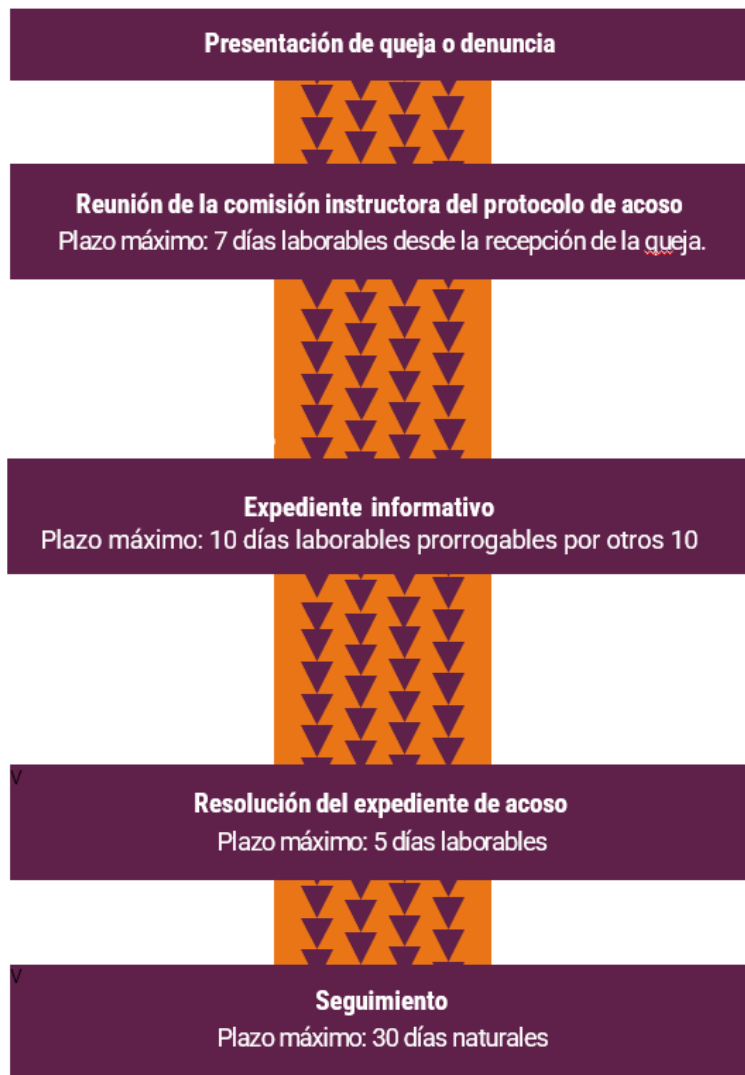 Presentación de queja o denuncia
Reunión de la comisión instructora del protocolo de acoso
Plazo máximo: 7 días laborables desde la recepción de la queja.
Expediente informativo
Plazo máximo: 10 días laborables prorrogables por otros 10
V
Resolución del expediente de acoso
Plazo máximo: 5 días laborables
V
Seguimiento
Plazo máximo: 30 días naturales